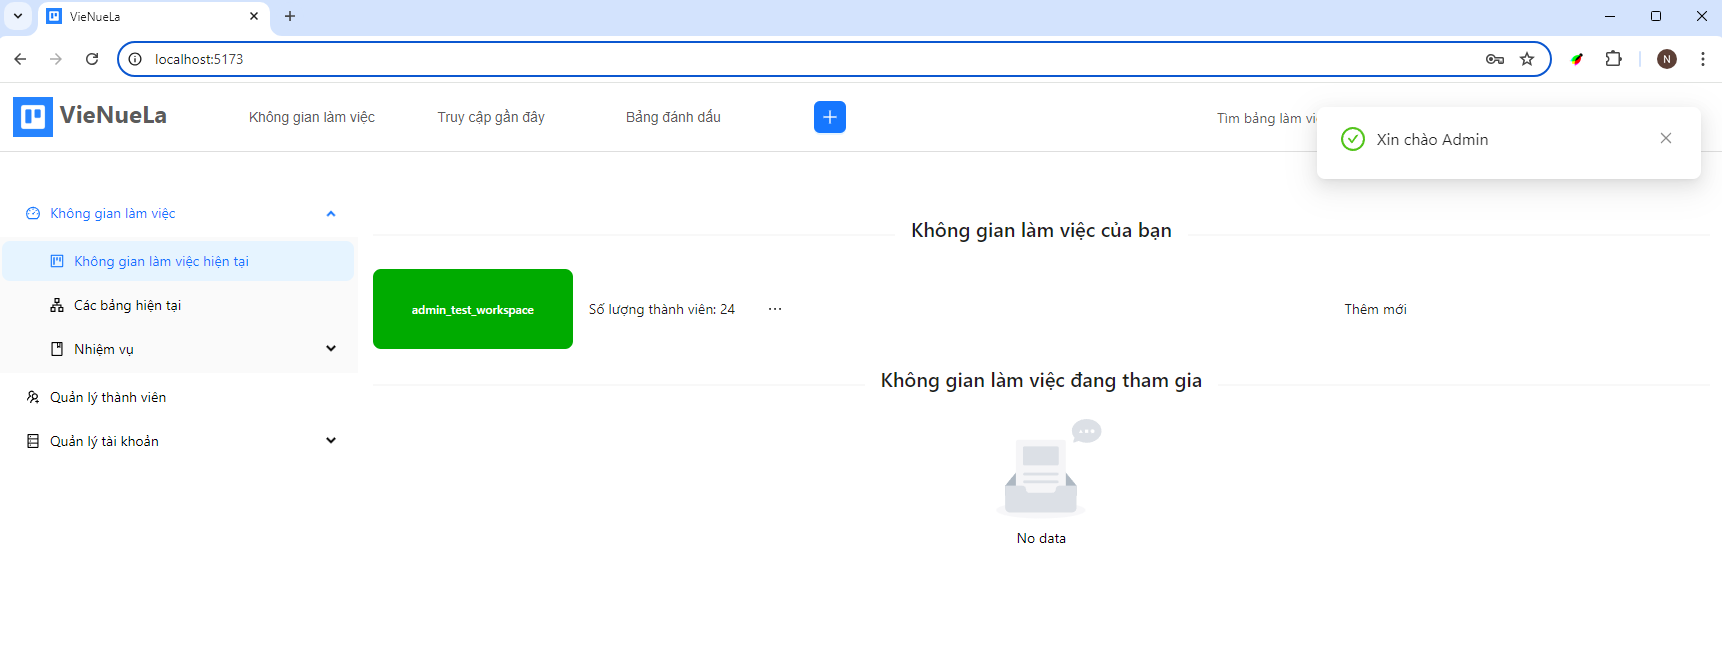 VieNueLa
localhost:5173
N
VieNueLa
Không gian làm việc
Truy cập gần đây
Bảng đánh dấu
Tìm bảng làm
Xin chào Admin
Không gian làm việc
Không gian làm việc hiện tại
Các bảng hiện tại
Nhiệm vụ
Quản lý thành viên
Quản lý tài khoản
Không gian làm việc của bạn
admin_test_workspace
Số lượng thành viên: 24
Thêm mới
Không gian làm việc đang tham gia
No data